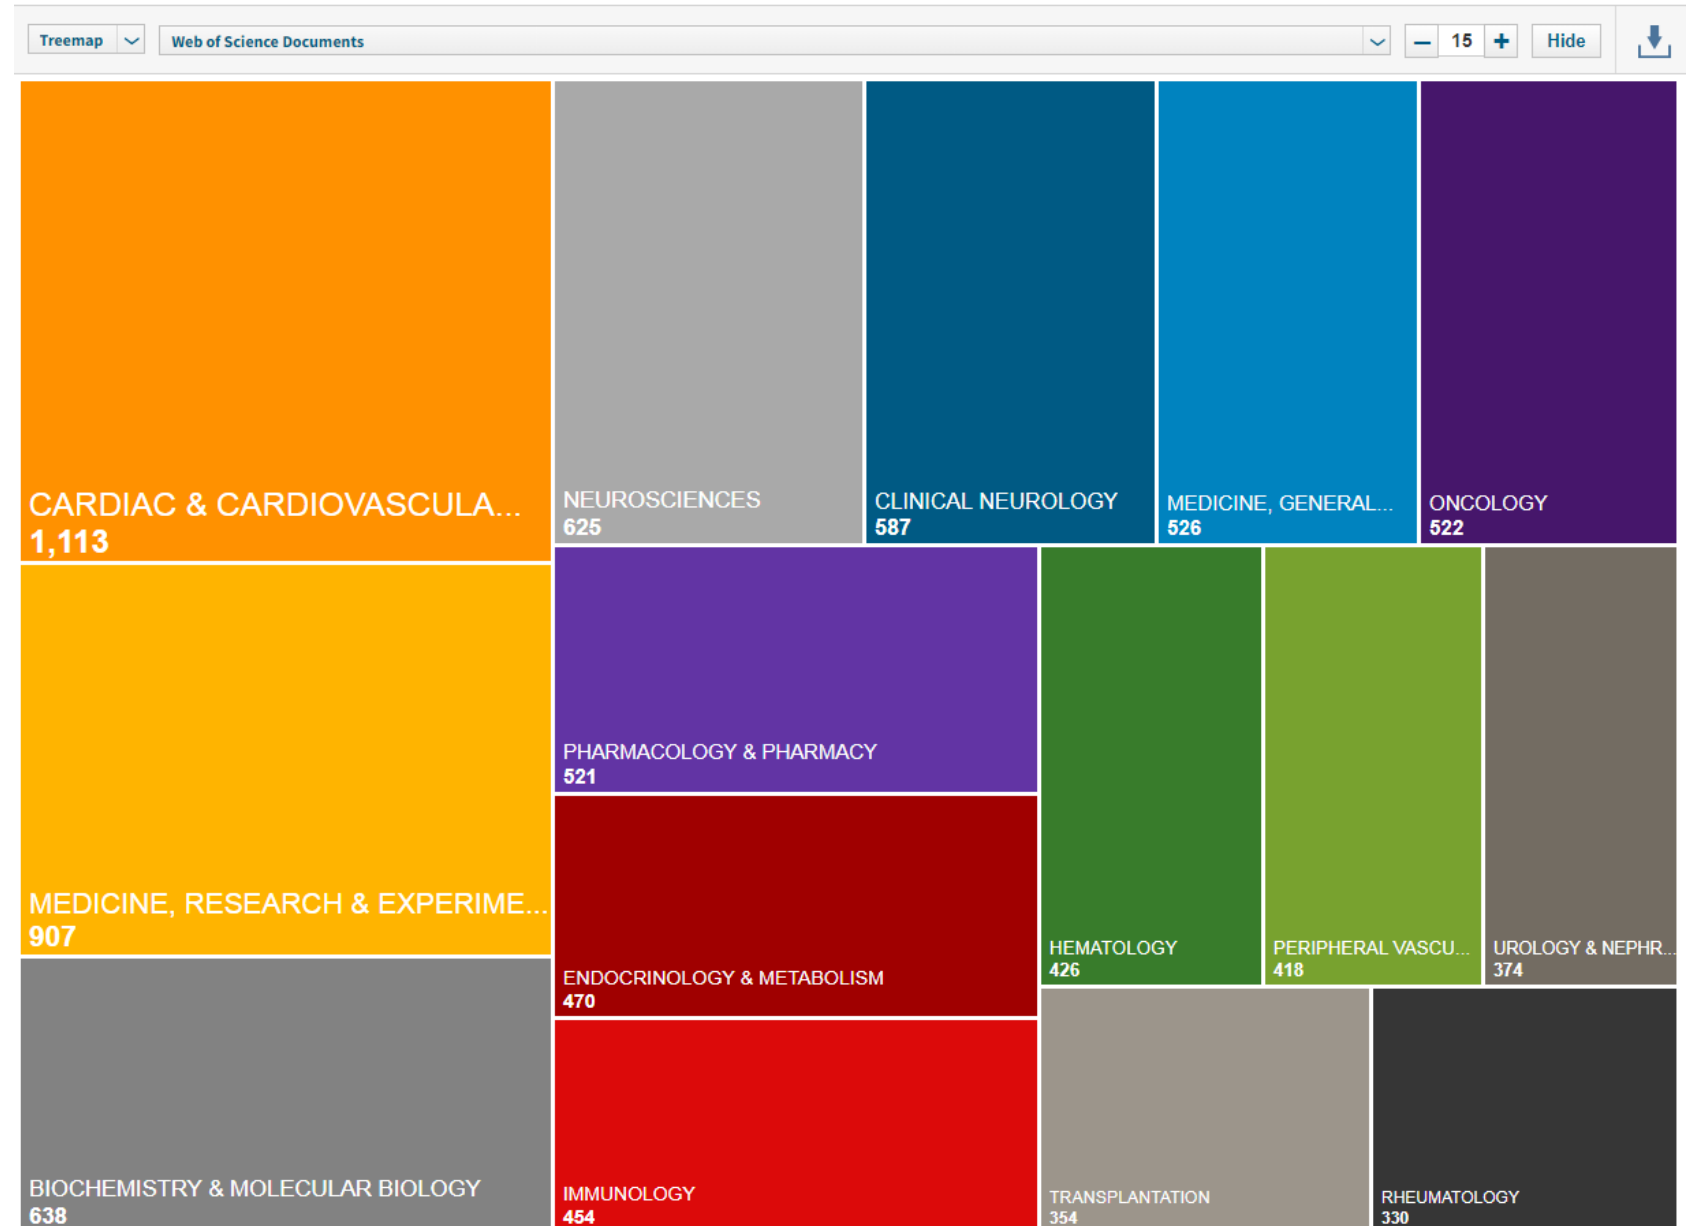 Treemap
Web of Science Documents
15
Hide
CARDIAC & CARDIOVASCULA...
1,113
NEUROSCIENCES
625
CLINICAL NEUROLOGY
587
MEDICINE, GENERAL...
526
ONCOLOGY
522
MEDICINE, RESEARCH & EXPERIME...
907
PHARMACOLOGY & PHARMACY
521
ENDOCRINOLOGY & METABOLISM
470
HEMATOLOGY
426
PERIPHERAL VASCU...
418
UROLOGY & NEPHR...
374
BIOCHEMISTRY & MOLECULAR BIOLOGY
638
IMMUNOLOGY
454
TRANSPLANTATION
354
RHEUMATOLOGY
330